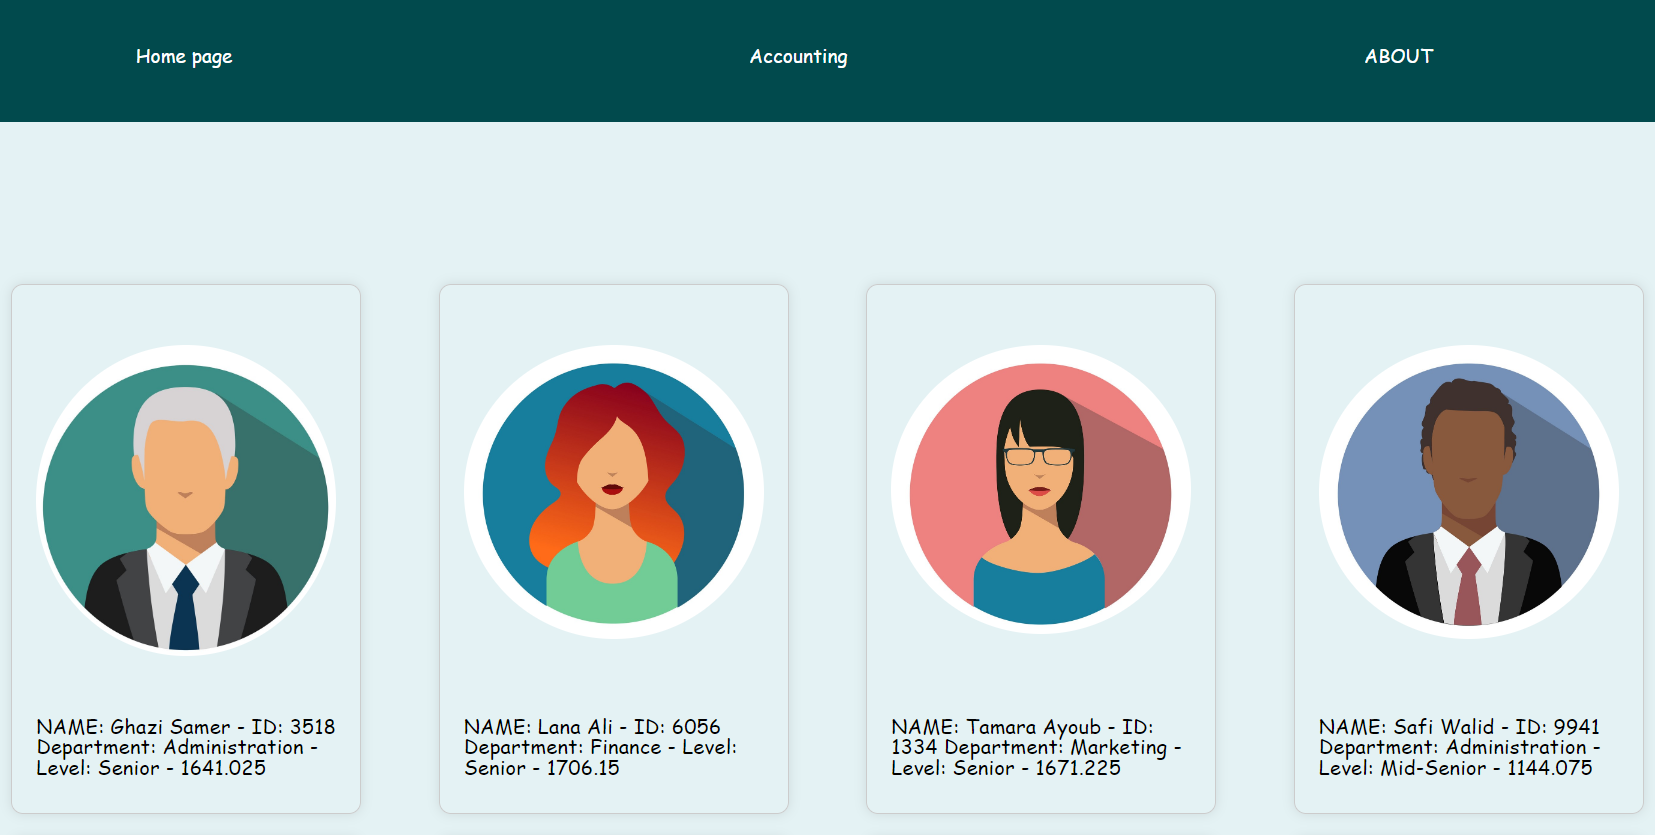 Home page
Accounting
ABOUT
NAME: Ghazi Samer - ID: 3518
Department: Administration -
Level: Senior - 1641.025
NAME: Lana Ali - ID: 6056
Department: Finance - Level:
Senior - 1706.15
NAME: Tamara Ayoub - ID:
1334 Department: Marketing -
Level: Senior - 1671.225
NAME: Safi Walid - ID: 9941
Department: Administration -
Level: Mid-Senior - 1144.075